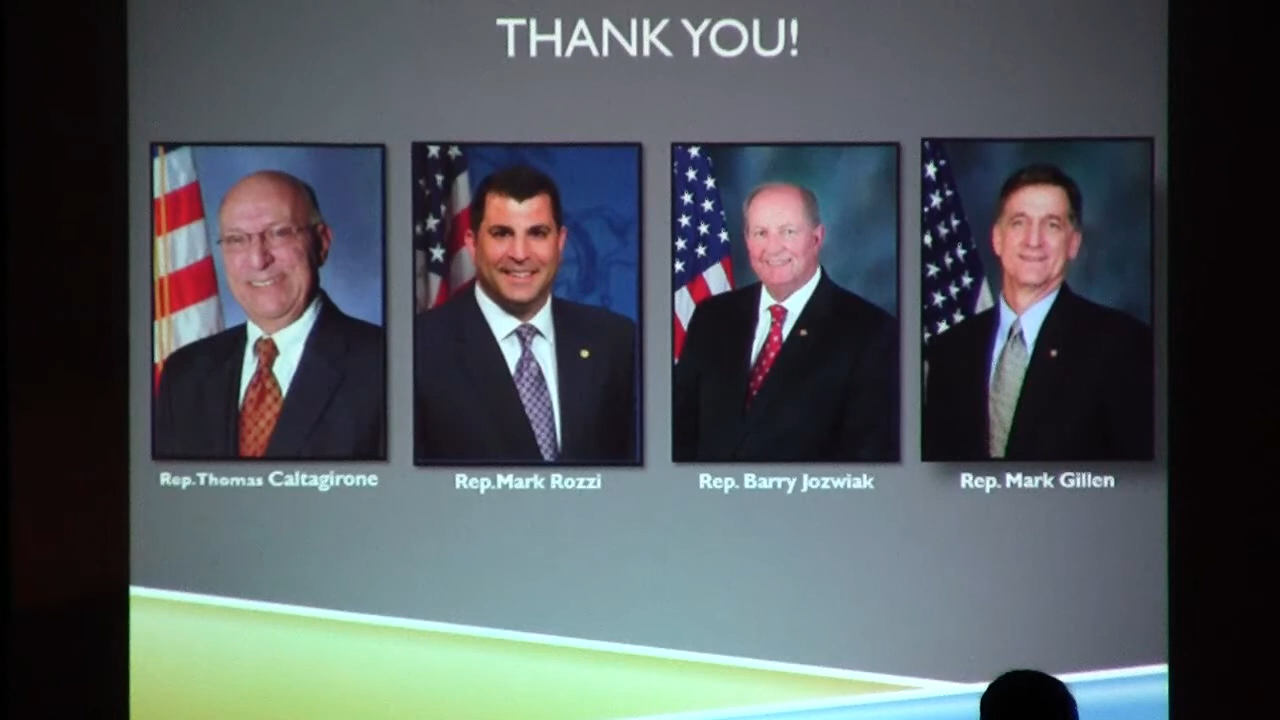 THANK YOU!
Rep.Thomas Caltagirone
Rep.Mark Rozzi
Rep. Barry Jozwiak
Rep. Mark Gillen